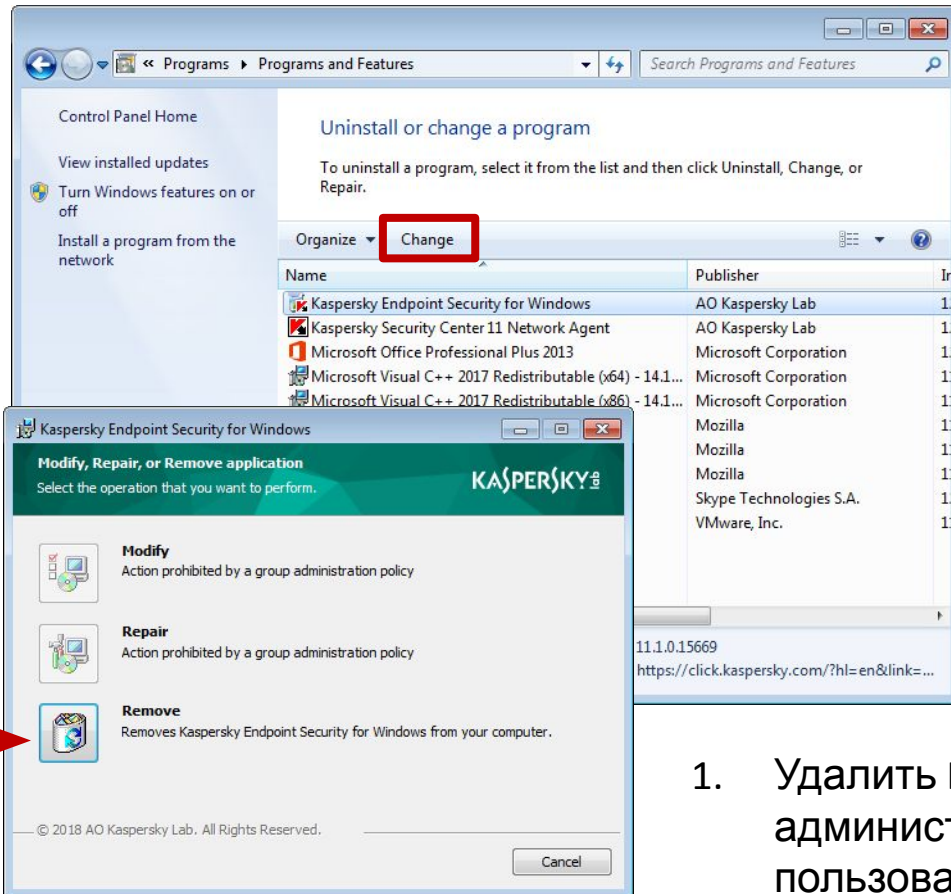 « Programs ▸ Programs and Features
Search Programs and Features
Control Panel Home
View installed updates
Turn Windows features on or
off
Install a program from the
network
Uninstall or change a program
To uninstall a program, select it from the list and then click Uninstall, Change, or
Repair.
Organize Change
Name Publisher
Kaspersky Endpoint Security for Windows AO Kaspersky Lab
Kaspersky Security Center 11 Network Agent AO Kaspersky Lab
Microsoft Office Professional Plus 2013 Microsoft Corporation
Microsoft Visual C++ 2017 Redistributable (x64) - 14.1... Microsoft Corporation
Microsoft Visual C++ 2017 Redistributable (x86) - 14.1... Microsoft Corporation
Mozilla
Mozilla
Mozilla
Skype Technologies S.A.
VMware, Inc.
11.1.0.15669
https://click.kaspersky.com/?hl=en&link=...
Kaspersky Endpoint Security for Windows
Modify, Repair, or Remove application
Select the operation that you want to perform.
KASPERSKY lab
Modify
Action prohibited by a group administration policy
Repair
Action prohibited by a group administration policy
Remove
Removes Kaspersky Endpoint Security for Windows from your computer.
© 2018 AO Kaspersky Lab. All Rights Reserved.
Cancel
1. Удалить